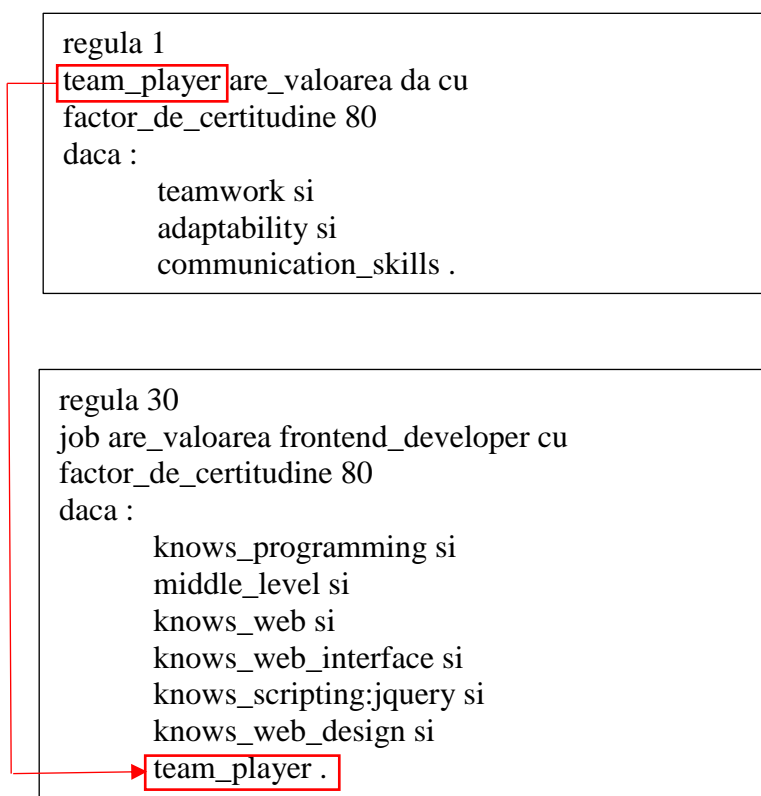 regula 1
team_player are_valoarea da cu
factor_de_certitudine 80
daca :
teamwork si
adaptability si
communication_skills .
regula 30
job are_valoarea frontend_developer cu
factor_de_certitudine 80
daca :
knows_programming si
middle_level si
knows_web si
knows_web_interface si
knows_scripting:jquery si
knows_web_design si
team_player .